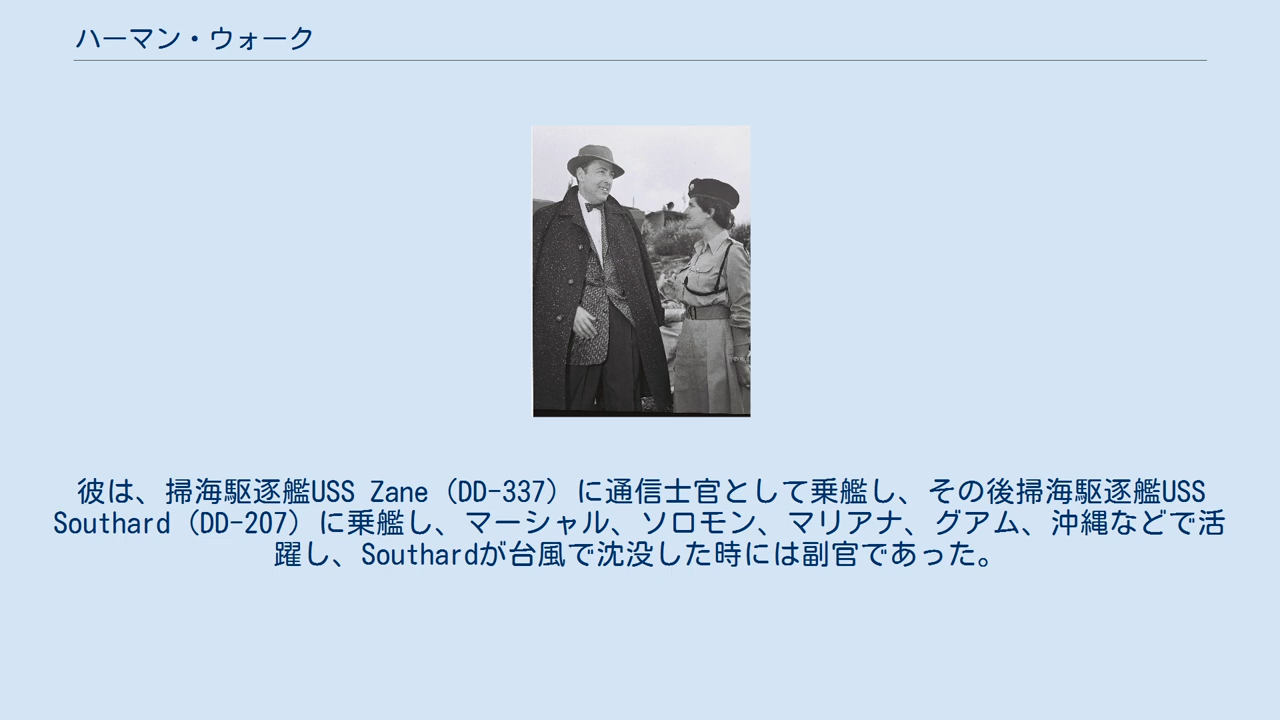 ハーマン・ウォーク
彼は、掃海駆逐艦USS Zane（DD-337）に通信士官として乗艦し、その後掃海駆逐艦USS
Southard（DD-207）に乗艦し、マーシャル、ソロモン、マリアナ、グアム、沖縄などで活
躍し、Southardが台風で沈没した時には副官であった。